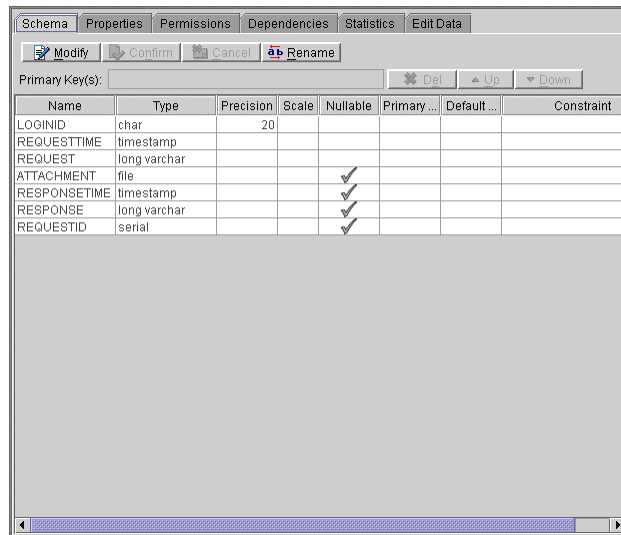 Schema Properties Permissions Dependencies Statistics Edit Data
Modify Confirm Cancel ab Rename
Primary Key(s): Del Up Down
Name Type Precision Scale Nullable Primary ... Default ... Constraint
LOGINID char 20
REQUESTTIME timestamp
REQUEST long varchar
ATTACHMENT file
RESPONSETIME timestamp
RESPONSE long varchar
REQUESTID serial